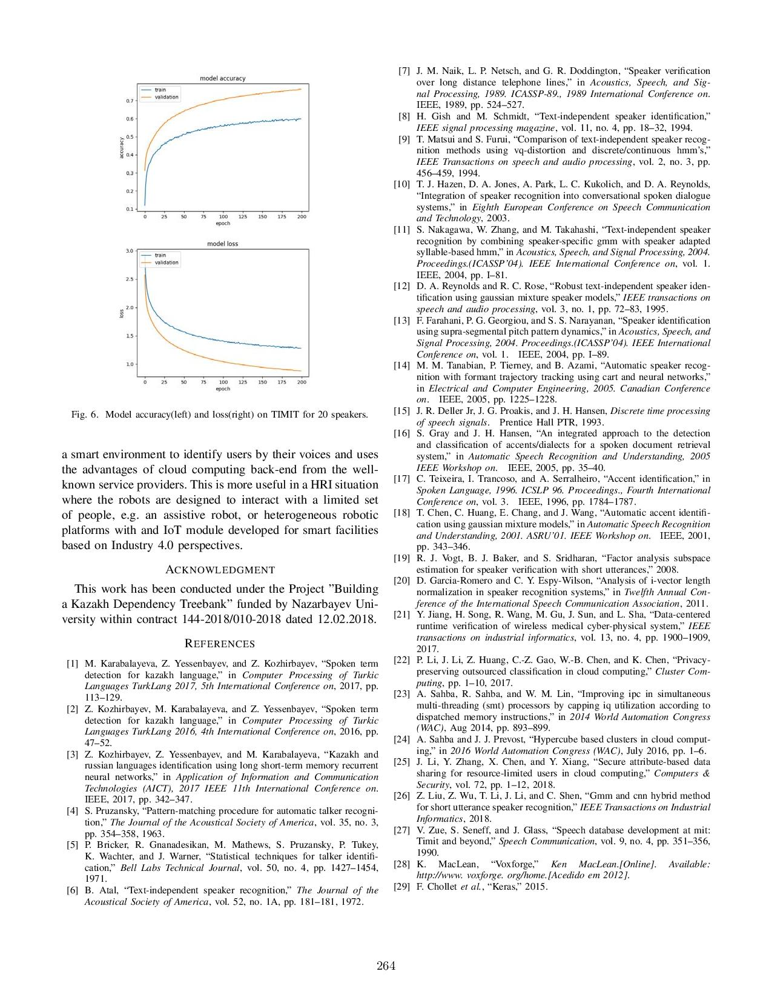 model accuracy
train
validation
0.7
0.6
0.5
0.4
0.3
0.2
0.1
accuracy
0 25 50 75 100 125 150 175 200
epoch
model loss
train
validation
3.0
2.5
2.0
1.5
1.0
loss
0 25 50 75 100 125 150 175 200
epoch
Fig. 6. Model accuracy(left) and loss(right) on TIMIT for 20 speakers.
a smart environment to identify users by their voices and uses
the advantages of cloud computing back-end from the well-
known service providers. This is more useful in a HRI situation
where the robots are designed to interact with a limited set
of people, e.g. an assistive robot, or heterogeneous robotic
platforms with and IoT module developed for smart facilities
based on Industry 4.0 perspectives.
ACKNOWLEDGMENT
This work has been conducted under the Project ”Building
a Kazakh Dependency Treebank” funded by Nazarbayev Uni-
versity within contract 144-2018/010-2018 dated 12.02.2018.
REFERENCES
[1] M. Karabalayeva, Z. Yessenbayev, and Z. Kozhirbayev, “Spoken term
detection for kazakh language,” in Computer Processing of Turkic
Languages TurkLang 2017, 5th International Conference on, 2017, pp.
113–129.
[2] Z. Kozhirbayev, M. Karabalayeva, and Z. Yessenbayev, “Spoken term
detection for kazakh language,” in Computer Processing of Turkic
Languages TurkLang 2016, 4th International Conference on, 2016, pp.
47–52.
[3] Z. Kozhirbayev, Z. Yessenbayev, and M. Karabalayeva, “Kazakh and
russian languages identification using long short-term memory recurrent
neural networks,” in Application of Information and Communication
Technologies (AICT), 2017 IEEE 11th International Conference on.
IEEE, 2017, pp. 342–347.
[4] S. Pruzansky, “Pattern-matching procedure for automatic talker recogni-
tion,” The Journal of the Acoustical Society of America, vol. 35, no. 3,
pp. 354–358, 1963.
[5] P. Bricker, R. Gnanadesikan, M. Mathews, S. Pruzansky, P. Tukey,
K. Wachter, and J. Warner, “Statistical techniques for talker identifi-
cation,” Bell Labs Technical Journal, vol. 50, no. 4, pp. 1427–1454,
1971.
[6] B. Atal, “Text-independent speaker recognition,” The Journal of the
Acoustical Society of America, vol. 52, no. 1A, pp. 181–181, 1972.
[7] J. M. Naik, L. P. Netsch, and G. R. Doddington, “Speaker verification
over long distance telephone lines,” in Acoustics, Speech, and Sig-
nal Processing, 1989. ICASSP-89., 1989 International Conference on.
IEEE, 1989, pp. 524–527.
[8] H. Gish and M. Schmidt, “Text-independent speaker identification,”
IEEE signal processing magazine, vol. 11, no. 4, pp. 18–32, 1994.
[9] T. Matsui and S. Furui, “Comparison of text-independent speaker recog-
nition methods using vq-distortion and discrete/continuous hmm’s,”
IEEE Transactions on speech and audio processing, vol. 2, no. 3, pp.
456–459, 1994.
[10] T. J. Hazen, D. A. Jones, A. Park, L. C. Kukolich, and D. A. Reynolds,
“Integration of speaker recognition into conversational spoken dialogue
systems,” in Eighth European Conference on Speech Communication
and Technology, 2003.
[11] S. Nakagawa, W. Zhang, and M. Takahashi, “Text-independent speaker
recognition by combining speaker-specific gmm with speaker adapted
syllable-based hmm,” in Acoustics, Speech, and Signal Processing, 2004.
Proceedings.(ICASSP’04). IEEE International Conference on, vol. 1.
IEEE, 2004, pp. I–81.
[12] D. A. Reynolds and R. C. Rose, “Robust text-independent speaker iden-
tification using gaussian mixture speaker models,” IEEE transactions on
speech and audio processing, vol. 3, no. 1, pp. 72–83, 1995.
[13] F. Farahani, P. G. Georgiou, and S. S. Narayanan, “Speaker identification
using supra-segmental pitch pattern dynamics,” in Acoustics, Speech, and
Signal Processing, 2004. Proceedings.(ICASSP’04). IEEE International
Conference on, vol. 1. IEEE, 2004, pp. I–89.
[14] M. M. Tanabian, P. Tierney, and B. Azami, “Automatic speaker recog-
nition with formant trajectory tracking using cart and neural networks,”
in Electrical and Computer Engineering, 2005. Canadian Conference
on. IEEE, 2005, pp. 1225–1228.
[15] J. R. Deller Jr, J. G. Proakis, and J. H. Hansen, Discrete time processing
of speech signals. Prentice Hall PTR, 1993.
[16] S. Gray and J. H. Hansen, “An integrated approach to the detection
and classification of accents/dialects for a spoken document retrieval
system,” in Automatic Speech Recognition and Understanding, 2005
IEEE Workshop on. IEEE, 2005, pp. 35–40.
[17] C. Teixeira, I. Trancoso, and A. Serralheiro, “Accent identification,” in
Spoken Language, 1996. ICSLP 96. Proceedings., Fourth International
Conference on, vol. 3. IEEE, 1996, pp. 1784–1787.
[18] T. Chen, C. Huang, E. Chang, and J. Wang, “Automatic accent identifi-
cation using gaussian mixture models,” in Automatic Speech Recognition
and Understanding, 2001. ASRU’01. IEEE Workshop on. IEEE, 2001,
pp. 343–346.
[19] R. J. Vogt, B. J. Baker, and S. Sridharan, “Factor analysis subspace
estimation for speaker verification with short utterances,” 2008.
[20] D. Garcia-Romero and C. Y. Espy-Wilson, “Analysis of i-vector length
normalization in speaker recognition systems,” in Twelfth Annual Con-
ference of the International Speech Communication Association, 2011.
[21] Y. Jiang, H. Song, R. Wang, M. Gu, J. Sun, and L. Sha, “Data-centered
runtime verification of wireless medical cyber-physical system,” IEEE
transactions on industrial informatics, vol. 13, no. 4, pp. 1900–1909,
2017.
[22] P. Li, J. Li, Z. Huang, C.-Z. Gao, W.-B. Chen, and K. Chen, “Privacy-
preserving outsourced classification in cloud computing,” Cluster Com-
puting, pp. 1–10, 2017.
[23] A. Sahba, R. Sahba, and W. M. Lin, “Improving ipc in simultaneous
multi-threading (smt) processors by capping iq utilization according to
dispatched memory instructions,” in 2014 World Automation Congress
(WAC), Aug 2014, pp. 893–899.
[24] A. Sahba and J. J. Prevost, “Hypercube based clusters in cloud comput-
ing,” in 2016 World Automation Congress (WAC), July 2016, pp. 1–6.
[25] J. Li, Y. Zhang, X. Chen, and Y. Xiang, “Secure attribute-based data
sharing for resource-limited users in cloud computing,” Computers &
Security, vol. 72, pp. 1–12, 2018.
[26] Z. Liu, Z. Wu, T. Li, J. Li, and C. Shen, “Gmm and cnn hybrid method
for short utterance speaker recognition,” IEEE Transactions on Industrial
Informatics, 2018.
[27] V. Zue, S. Seneff, and J. Glass, “Speech database development at mit:
Timit and beyond,” Speech Communication, vol. 9, no. 4, pp. 351–356,
1990.
[28] K. MacLean, “Voxforge,” Ken MacLean.[Online]. Available:
http://www. voxforge. org/home.[Acedido em 2012].
[29] F. Chollet et al., “Keras,” 2015.
264